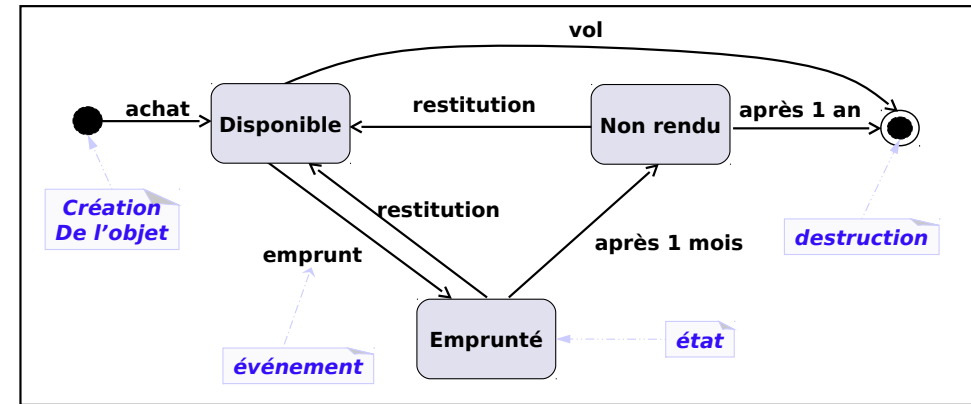 vol
achat
restitution
après 1 an
Disponible
Non rendu
Création
De l’objet
restitution
emprunt
après 1 mois
destruction
Emprunté
état
événement